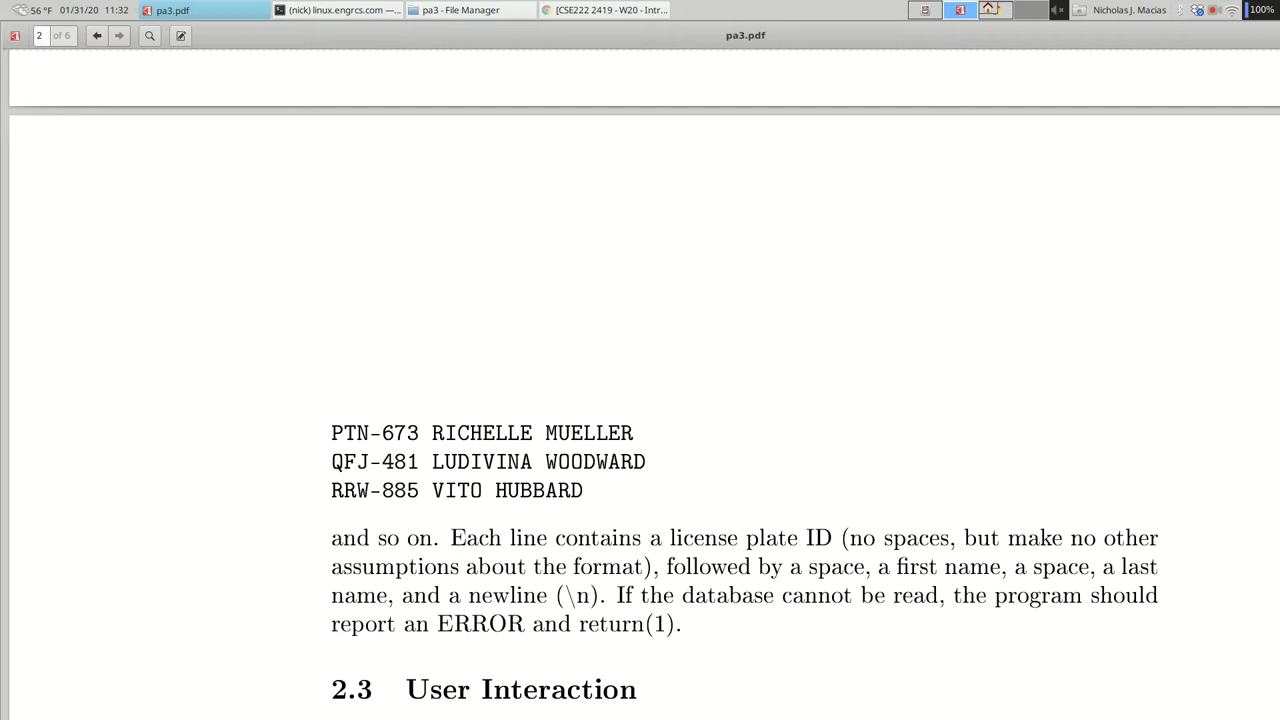 56 °F 01/31/20 11:32 pa3.pdf (nick) linux.engrcs.com —... pa3 - File Manager [CSE222 2419 - W20 - Intr... Nicholas J. Macias 100%
2 of 6 pa3.pdf
PTN-673 RICHELLE MUELLER
QFJ-481 LUDIVINA WOODWARD
RRW-885 VITO HUBBARD
and so on. Each line contains a license plate ID (no spaces, but make no other
assumptions about the format), followed by a space, a first name, a space, a last
name, and a newline (\n). If the database cannot be read, the program should
report an ERROR and return(1).
2.3 User Interaction